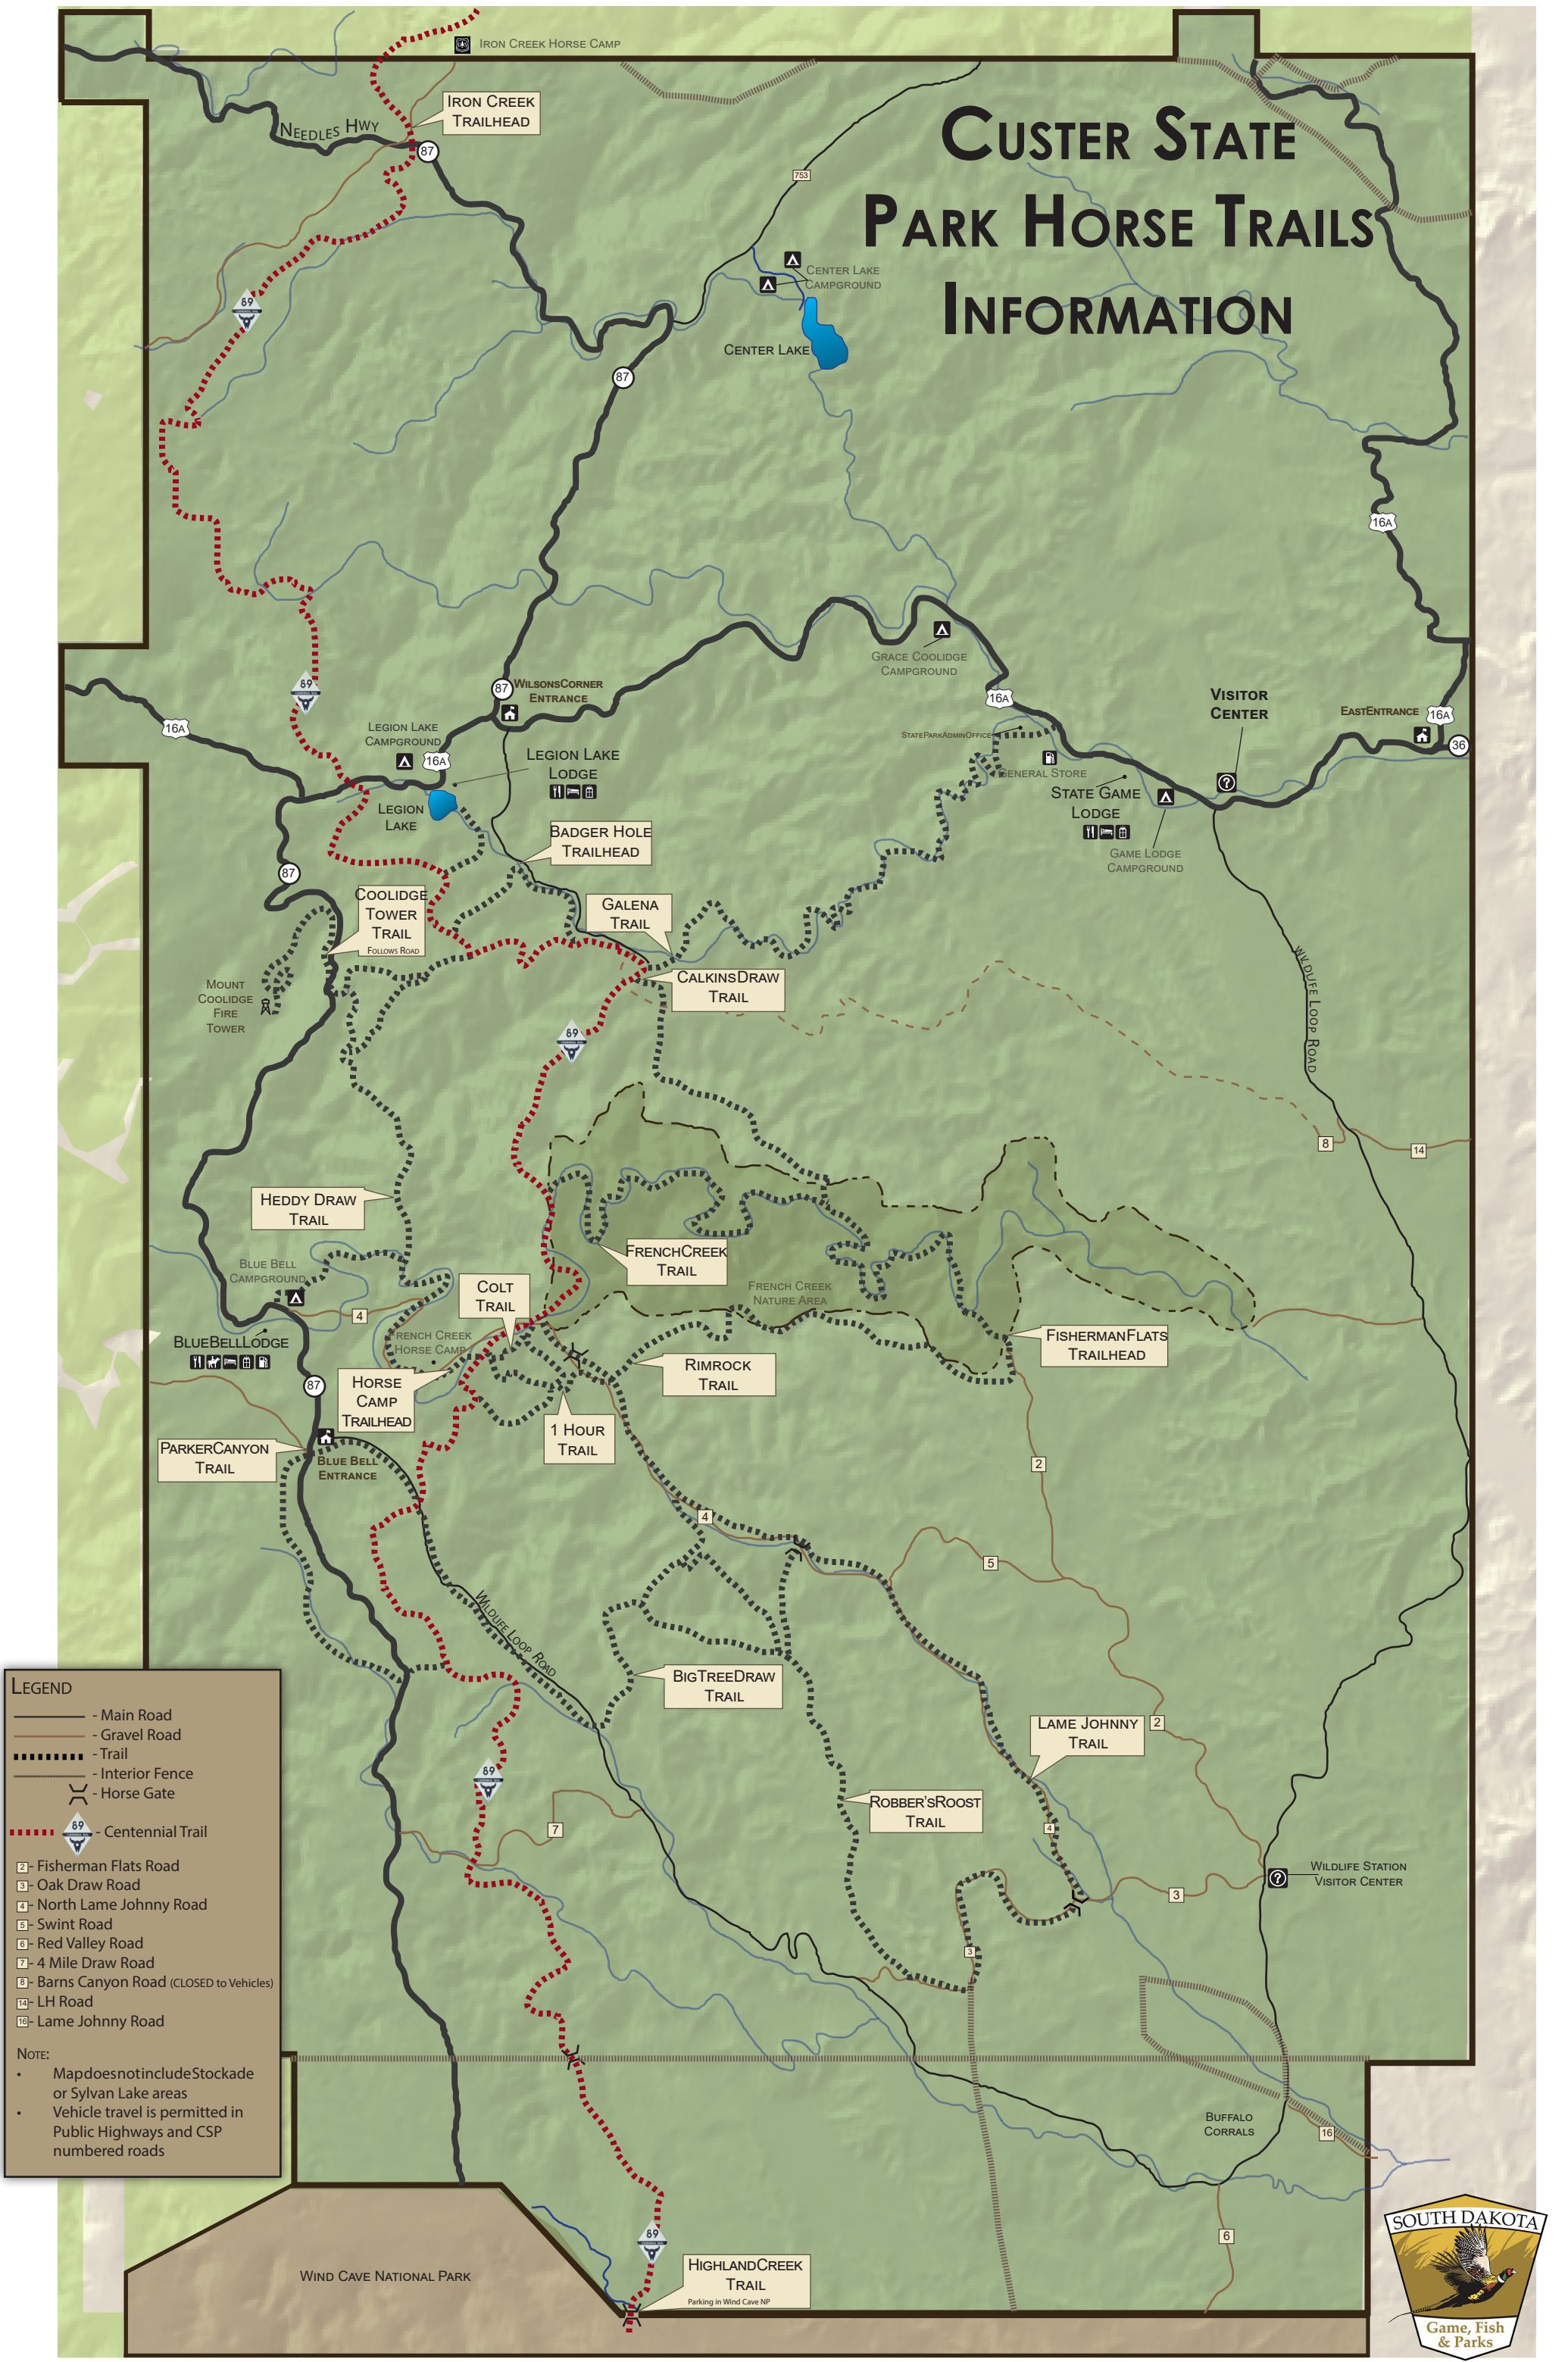 Custer State
Park Horse Trails
Information
Iron Creek Horse Camp
Iron Creek
Trailhead
Needles Hwy
87
753
89
Center Lake
Campground
Center Lake
87
16A
Grace Coolidge
Campground
87
WilsonsCorner
Entrance
89
16A
16A
Visitor
Center
EastEntrance
16A
36
Legion Lake
Campground
16A
Legion Lake
Lodge
Legion
Lake
StateParkAdminOffice
General Store
State Game
Lodge
Game Lodge
Campground
Badger Hole
Trailhead
87
Coolidge
Tower
Trail
Follows Road
Galena
Trail
CalkinsDraw
Trail
Mount
Coolidge
Fire
Tower
Wildlife Loop Road
89
8
14
Heddy Draw
Trail
FrenchCreek
Trail
French Creek
Nature Area
Blue Bell
Campground
4
Colt
Trail
BlueBellLodge
French Creek
Horse Camp
FishermanFlats
Trailhead
Rimrock
Trail
87
Horse
Camp
Trailhead
1 Hour
Trail
ParkerCanyon
Trail
Blue Bell
Entrance
2
4
5
Wildlife Loop Road
BigTreeDraw
Trail
Lame Johnny
Trail
2
89
Robber'sRoost
Trail
4
7
Wildlife Station
Visitor Center
3
3
Buffalo
Corrals
16
6
89
HighlandCreek
Trail
Parking in Wind Cave NP
Wind Cave National Park
Legend
- Main Road
- Gravel Road
- Trail
- Interior Fence
- Horse Gate
89 - Centennial Trail
2 - Fisherman Flats Road
3 - Oak Draw Road
4 - North Lame Johnny Road
5 - Swint Road
6 - Red Valley Road
7 - 4 Mile Draw Road
8 - Barns Canyon Road (CLOSED to Vehicles)
14 - LH Road
16 - Lame Johnny Road
Note:
• MapdoesnotincludeStockade
or Sylvan Lake areas
• Vehicle travel is permitted in
Public Highways and CSP
numbered roads
SOUTH DAKOTA
Game, Fish
& Parks